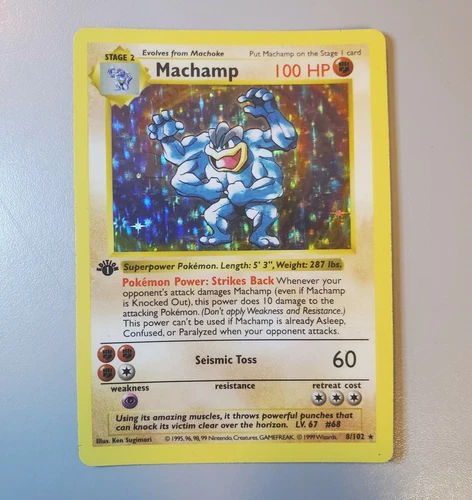 Evolves from Machoke Put Machamp on the Stage 1 card
STAGE 2
Machamp 100 HP
EDITION
1
Superpower Pokémon. Length: 5' 3", Weight: 287 lbs.
Pokémon Power: Strikes Back Whenever your
opponent's attack damages Machamp (even if Machamp
is Knocked Out), this power does 10 damage to the
attacking Pokémon. (Don't apply Weakness and Resistance.)
This power can't be used if Machamp is already Asleep,
Confused, or Paralyzed when your opponent attacks.
Seismic Toss 60
weakness resistance retreat cost
Using its amazing muscles, it throws powerful punches that
can knock its victim clear over the horizon. LV. 67 #68
Illus. Ken Sugimori © 1995, 96, 98, 99 Nintendo, Creatures, GAMEFREAK. © 1999 Wizards. 8/102 ★